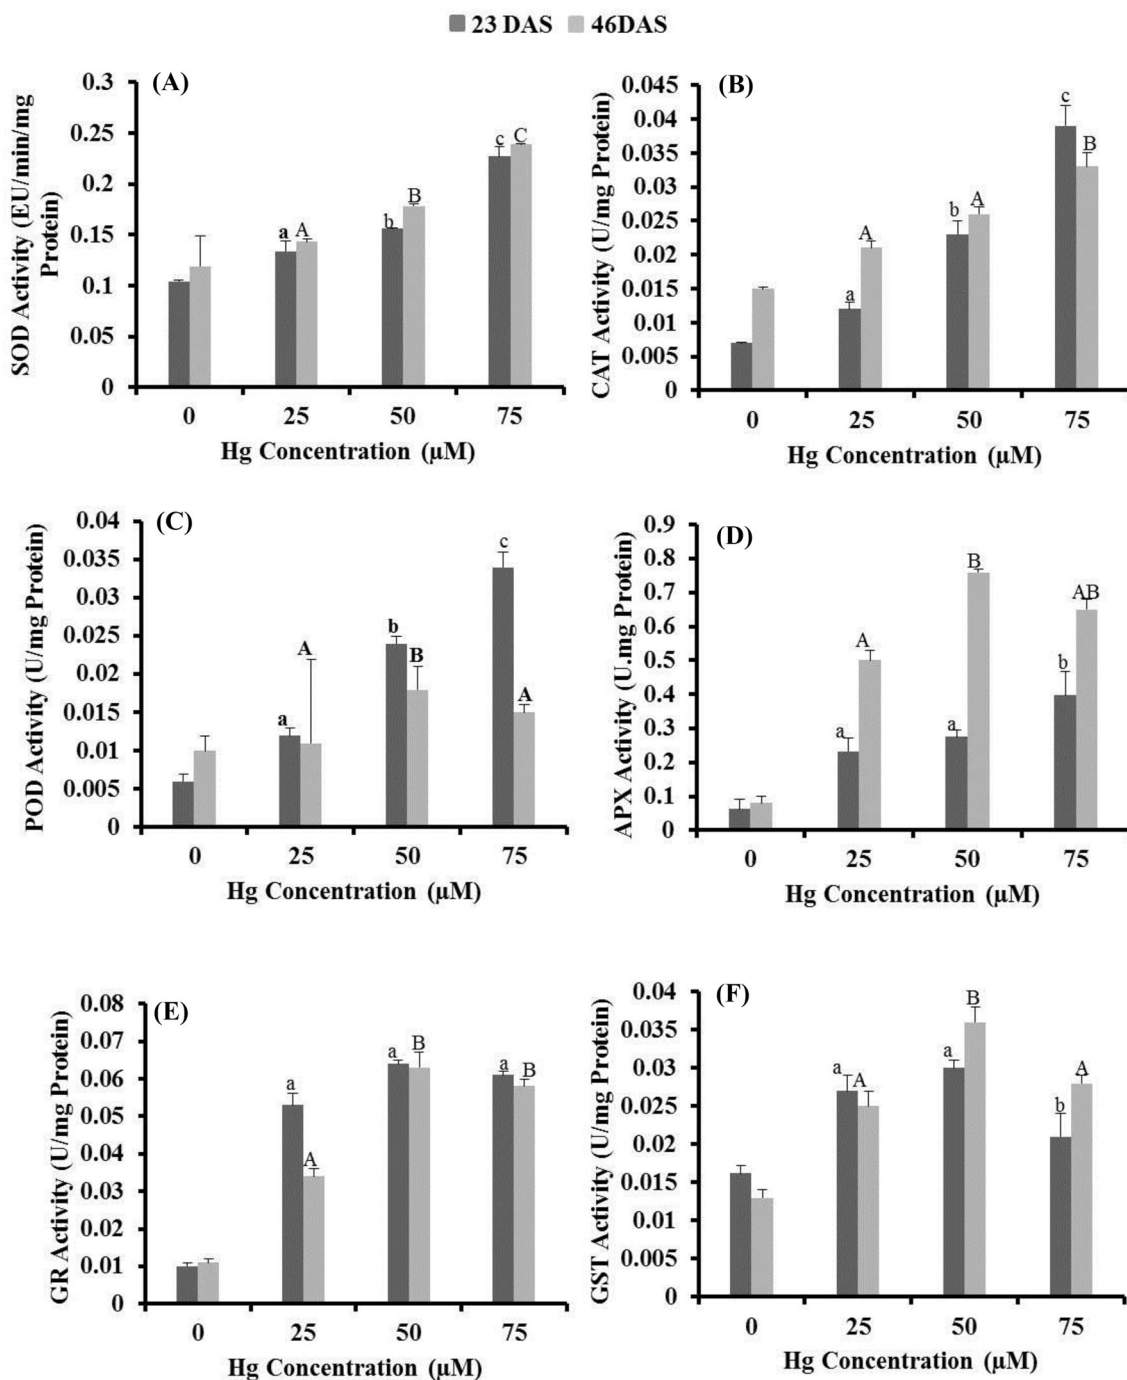 23 DAS 46DAS
(A)
SOD Activity (EU/min/mg
Protein)
0.3
0.25
0.2
0.15
0.1
0.05
0
a A
b B
c C
0 25 50 75
Hg Concentration (µM)
(B)
CAT Activity (U/mg Protein)
0.045
0.04
0.035
0.03
0.025
0.02
0.015
0.01
0.005
0
a A
b A
c B
0 25 50 75
Hg Concentration (µM)
(C)
POD Activity (U/mg Protein)
0.04
0.035
0.03
0.025
0.02
0.015
0.01
0.005
0
a A
b B
c A
0 25 50 75
Hg Concentration (µM)
(D)
APX Activity (U.mg Protein)
0.9
0.8
0.7
0.6
0.5
0.4
0.3
0.2
0.1
0
a A
a B
b AB
0 25 50 75
Hg Concentration (µM)
(E)
GR Activity (U/mg Protein)
0.08
0.07
0.06
0.05
0.04
0.03
0.02
0.01
0
a A
a B
a B
0 25 50 75
Hg Concentration (µM)
(F)
GST Activity (U/mg Protein)
0.04
0.035
0.03
0.025
0.02
0.015
0.01
0.005
0
a A
a B
b A
0 25 50 75
Hg Concentration (µM)